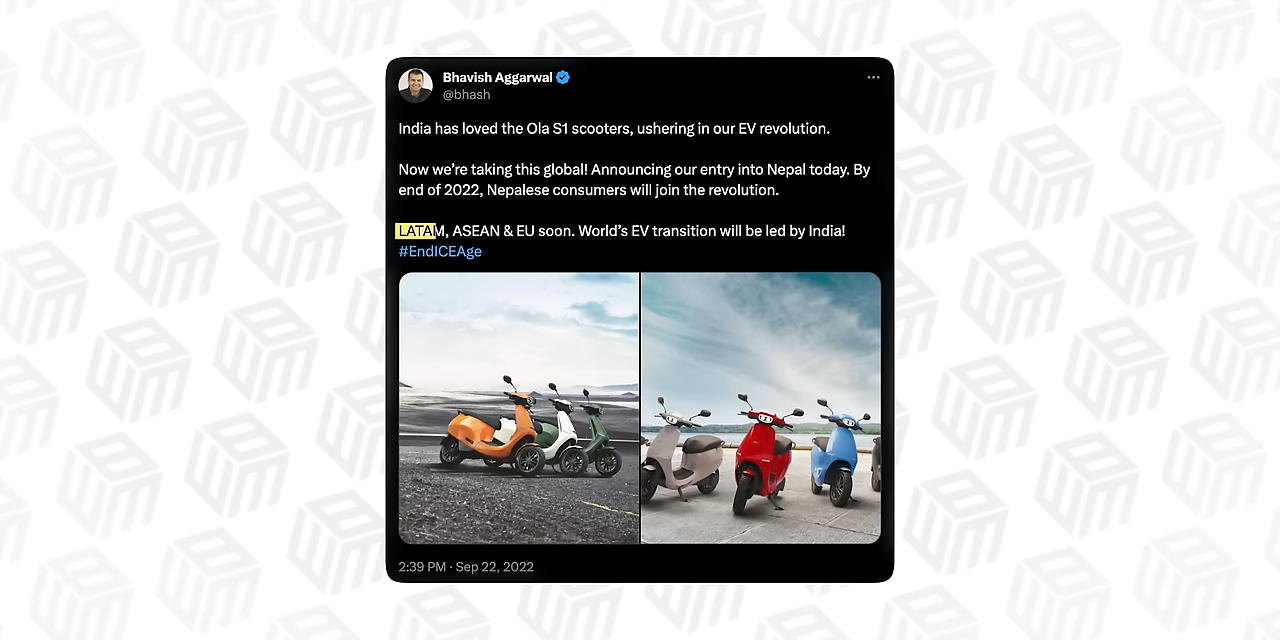 Bhavish Aggarwal
@bhash
India has loved the Ola S1 scooters, ushering in our EV revolution.
Now we’re taking this global! Announcing our entry into Nepal today. By
end of 2022, Nepalese consumers will join the revolution.
LATAM, ASEAN & EU soon. World’s EV transition will be led by India!
#EndICEAge
2:39 PM · Sep 22, 2022